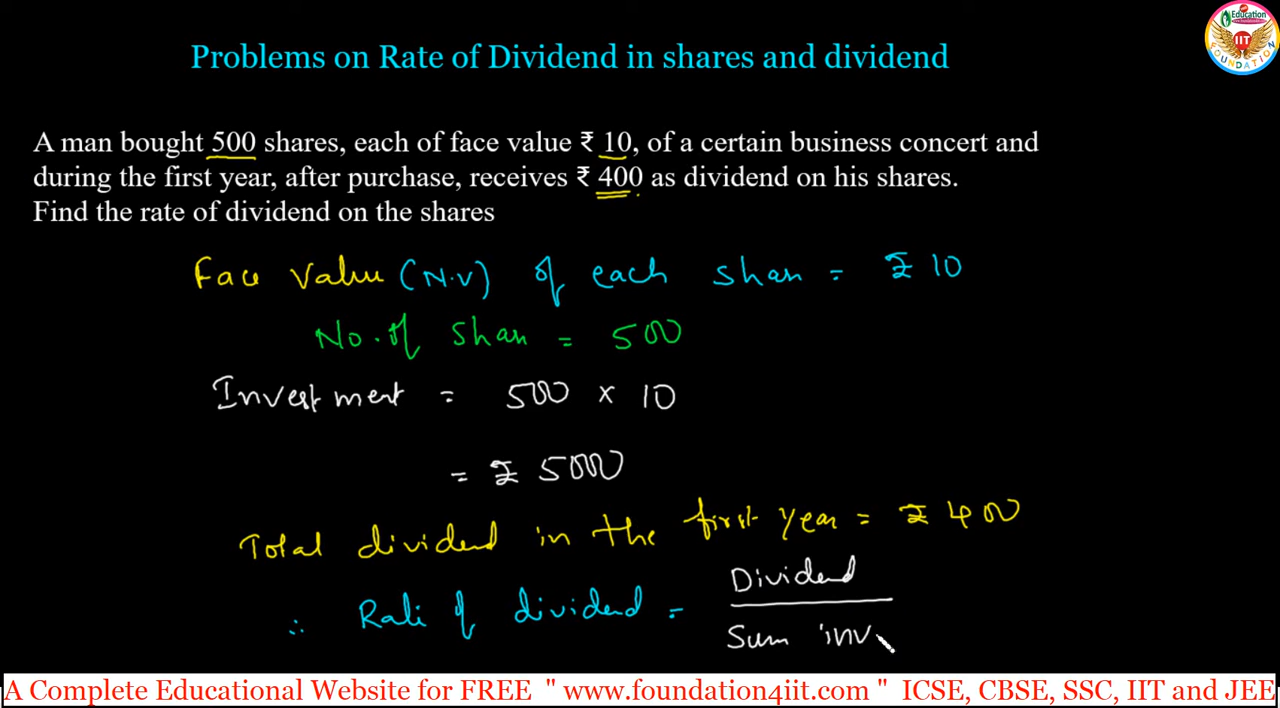 Problems on Rate of Dividend in shares and dividend
Education
IIT
FOUNDATION
A man bought 500 shares, each of face value ₹ 10, of a certain business concert and
during the first year, after purchase, receives ₹ 400 as dividend on his shares.
Find the rate of dividend on the shares
Face Value (N.V) of each share = ₹ 10
No. of share = 500
Investment = 500 × 10
= ₹ 5000
Total dividend in the first year = ₹ 400
∴ Rate of dividend = Dividend
Sum inv
A Complete Educational Website for FREE " www.foundation4iit.com " ICSE, CBSE, SSC, IIT and JEE